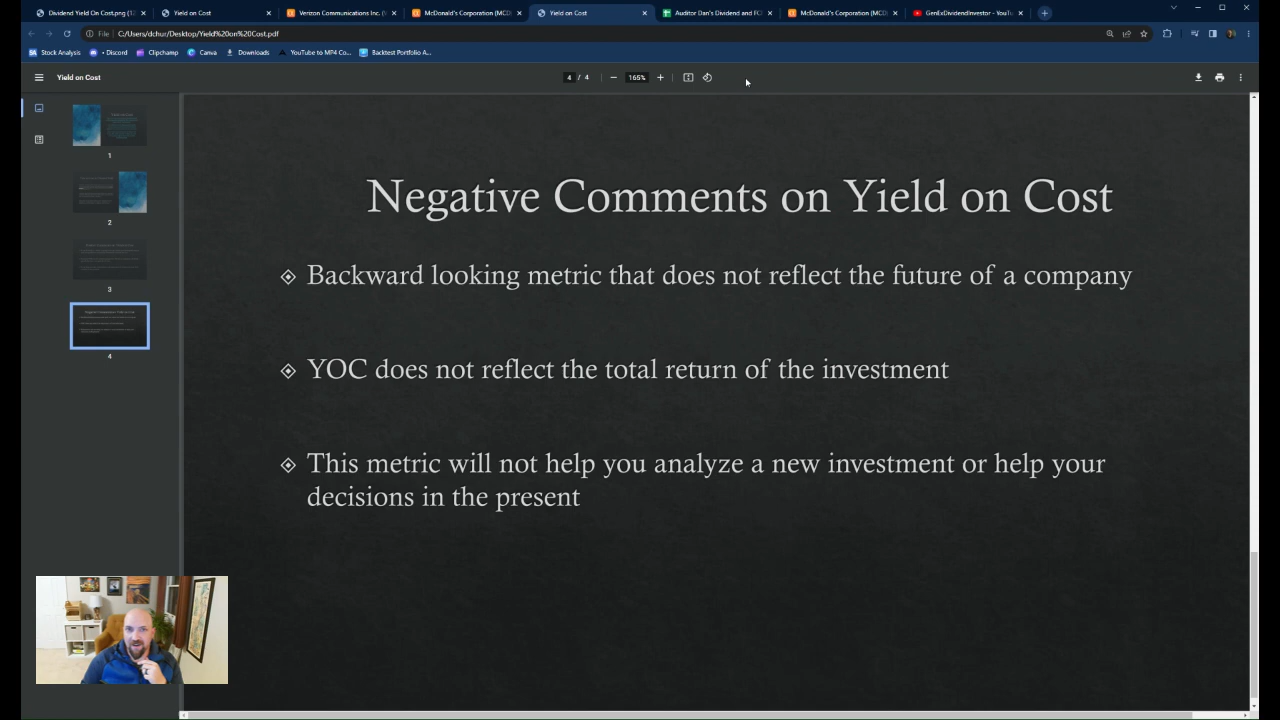 Dividend Yield On Cost.png (12
Yield on Cost
Verizon Communications Inc. (
McDonald's Corporation (MCD)
Yield on Cost
Auditor Dan's Dividend and FCF
McDonald's Corporation (MCD)
GenExDividendInvestor - YouTu
File
C:/Users/dchur/Desktop/Yield%20on%20Cost.pdf
Stock Analysis
• Discord
Clipchamp
Canva
Downloads
YouTube to MP4 Co...
Backtest Portfolio A...
Yield on Cost
4 / 4
165%
1
2
3
4
Negative Comments on Yield on Cost
Backward looking metric that does not reflect the future of a company
YOC does not reflect the total return of the investment
This metric will not help you analyze a new investment or help your
decisions in the present